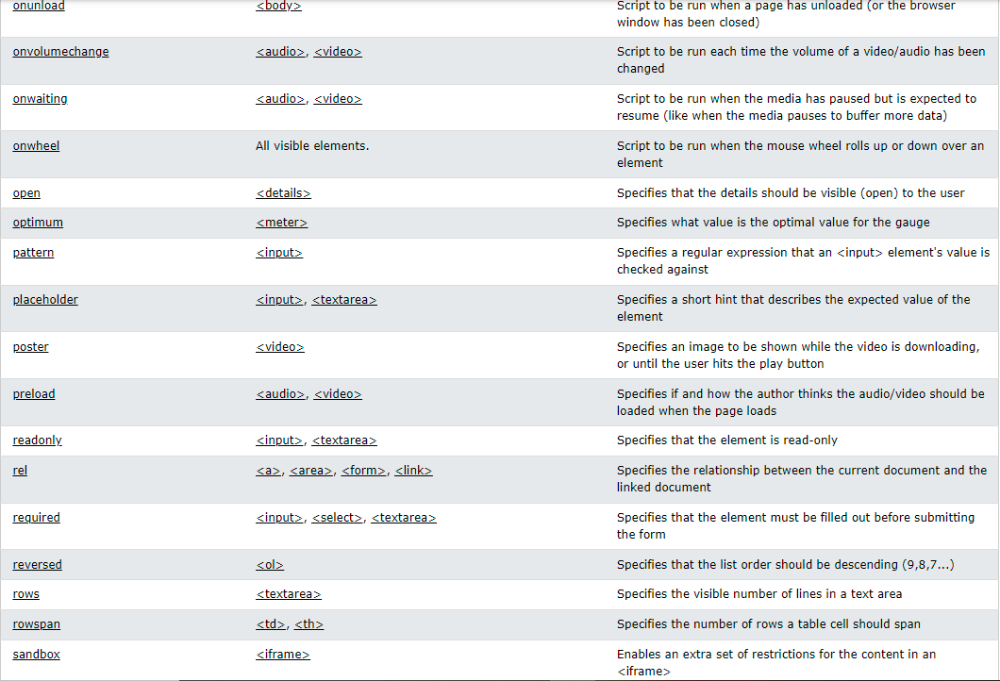 onunload <body> Script to be run when a page has unloaded (or the browser
window has been closed)
onvolumechange <audio>, <video> Script to be run each time the volume of a video/audio has been
changed
onwaiting <audio>, <video> Script to be run when the media has paused but is expected to
resume (like when the media pauses to buffer more data)
onwheel All visible elements. Script to be run when the mouse wheel rolls up or down over an
element
open <details> Specifies that the details should be visible (open) to the user
optimum <meter> Specifies what value is the optimal value for the gauge
pattern <input> Specifies a regular expression that an <input> element's value is
checked against
placeholder <input>, <textarea> Specifies a short hint that describes the expected value of the
element
poster <video> Specifies an image to be shown while the video is downloading,
or until the user hits the play button
preload <audio>, <video> Specifies if and how the author thinks the audio/video should be
loaded when the page loads
readonly <input>, <textarea> Specifies that the element is read-only
rel <a>, <area>, <form>, <link> Specifies the relationship between the current document and the
linked document
required <input>, <select>, <textarea> Specifies that the element must be filled out before submitting
the form
reversed <ol> Specifies that the list order should be descending (9,8,7...)
rows <textarea> Specifies the visible number of lines in a text area
rowspan <td>, <th> Specifies the number of rows a table cell should span
sandbox <iframe> Enables an extra set of restrictions for the content in an
<iframe>